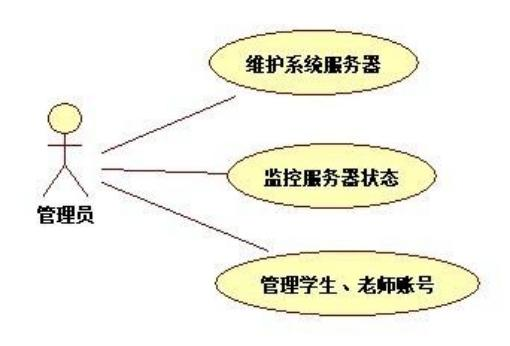 维护系统服务器
监控服务器状态
管理员
管理学生、老师账号